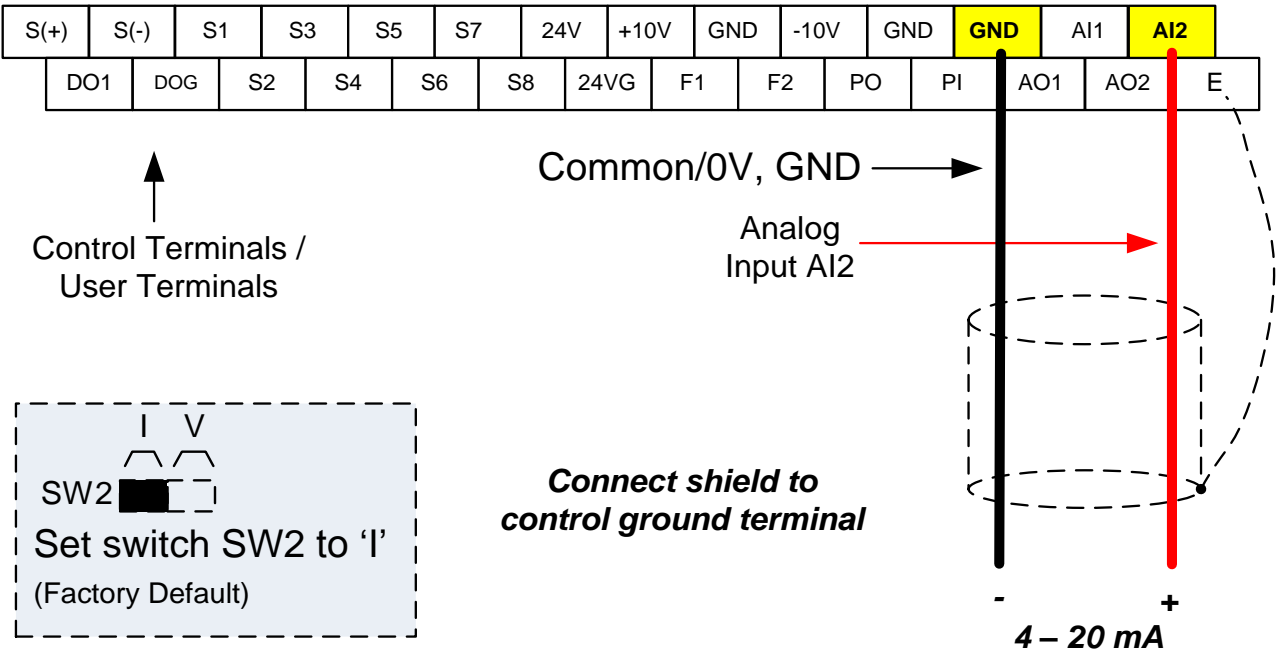 S(+) S(-) S1 S3 S5 S7 24V +10V GND -10V GND GND AI1 AI2
DO1 DOG S2 S4 S6 S8 24VG F1 F2 PO PI AO1 AO2 E
Common/0V, GND
Analog
Input AI2
Control Terminals /
User Terminals
I V
SW2
Set switch SW2 to ‘I’
(Factory Default)
Connect shield to
control ground terminal
- +
4 – 20 mA